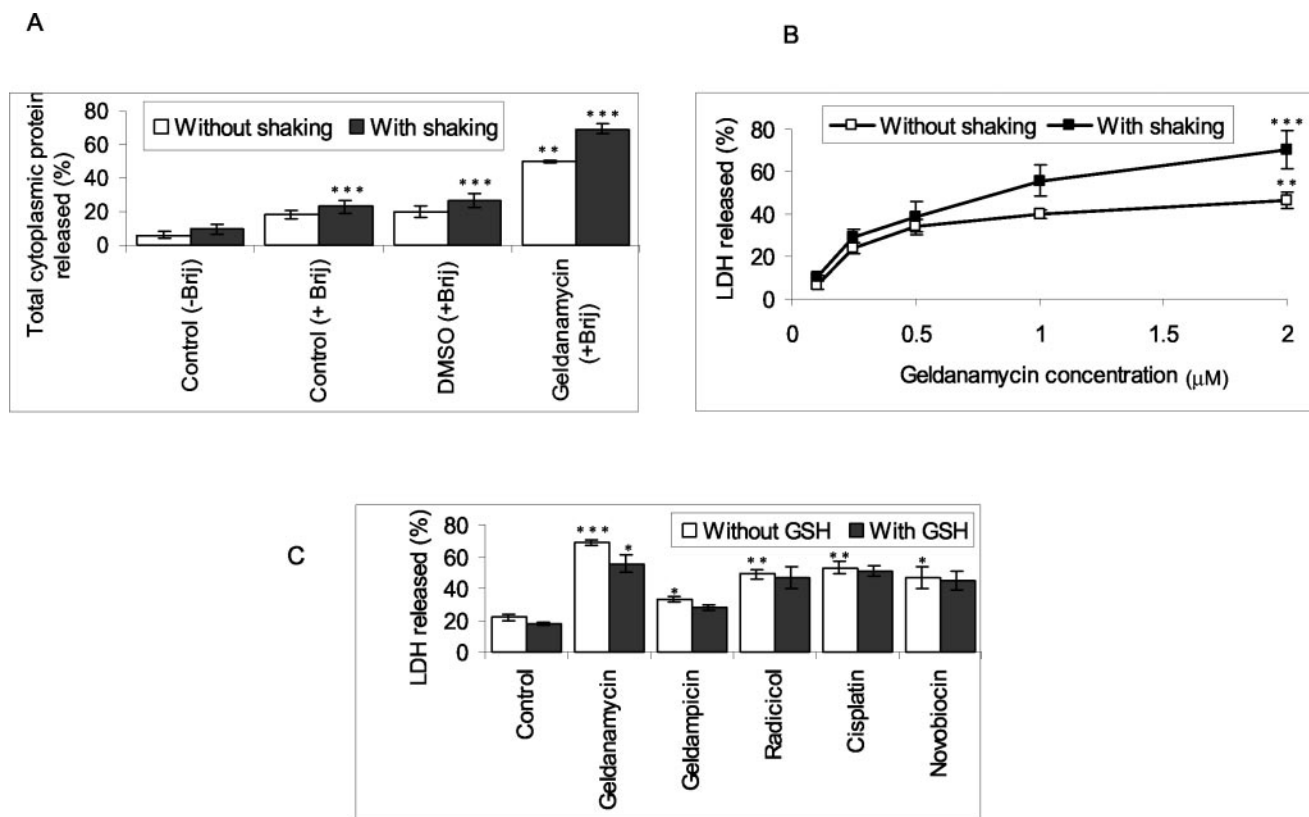 A
Total cytoplasmic protein
released (%)
80
60
40
20
0
Without shaking
With shaking
**
***
***
***
Control (-Brij)
Control (+ Brij)
DMSO (+Brij)
Geldanamycin
(+Brij)
B
LDH released (%)
80
60
40
20
0
Without shaking
With shaking
***
**
0
0.5
1
1.5
2
Geldanamycin concentration (μM)
C
LDH released (%)
80
60
40
20
0
Without GSH
With GSH
***
*
*
**
**
*
Control
Geldanamycin
Geldampicin
Radicicol
Cisplatin
Novobiocin